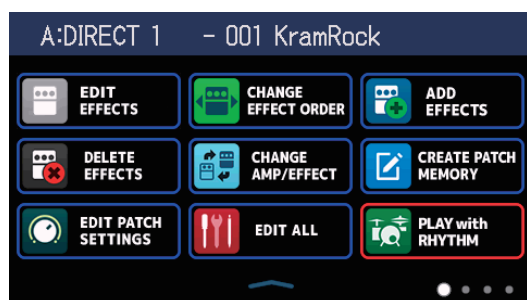 A:DIRECT 1 - 001 KramRock
EDIT
EFFECTS
CHANGE
EFFECT ORDER
ADD
EFFECTS
DELETE
EFFECTS
CHANGE
AMP/EFFECT
CREATE PATCH
MEMORY
EDIT PATCH
SETTINGS
EDIT ALL
PLAY with
RHYTHM